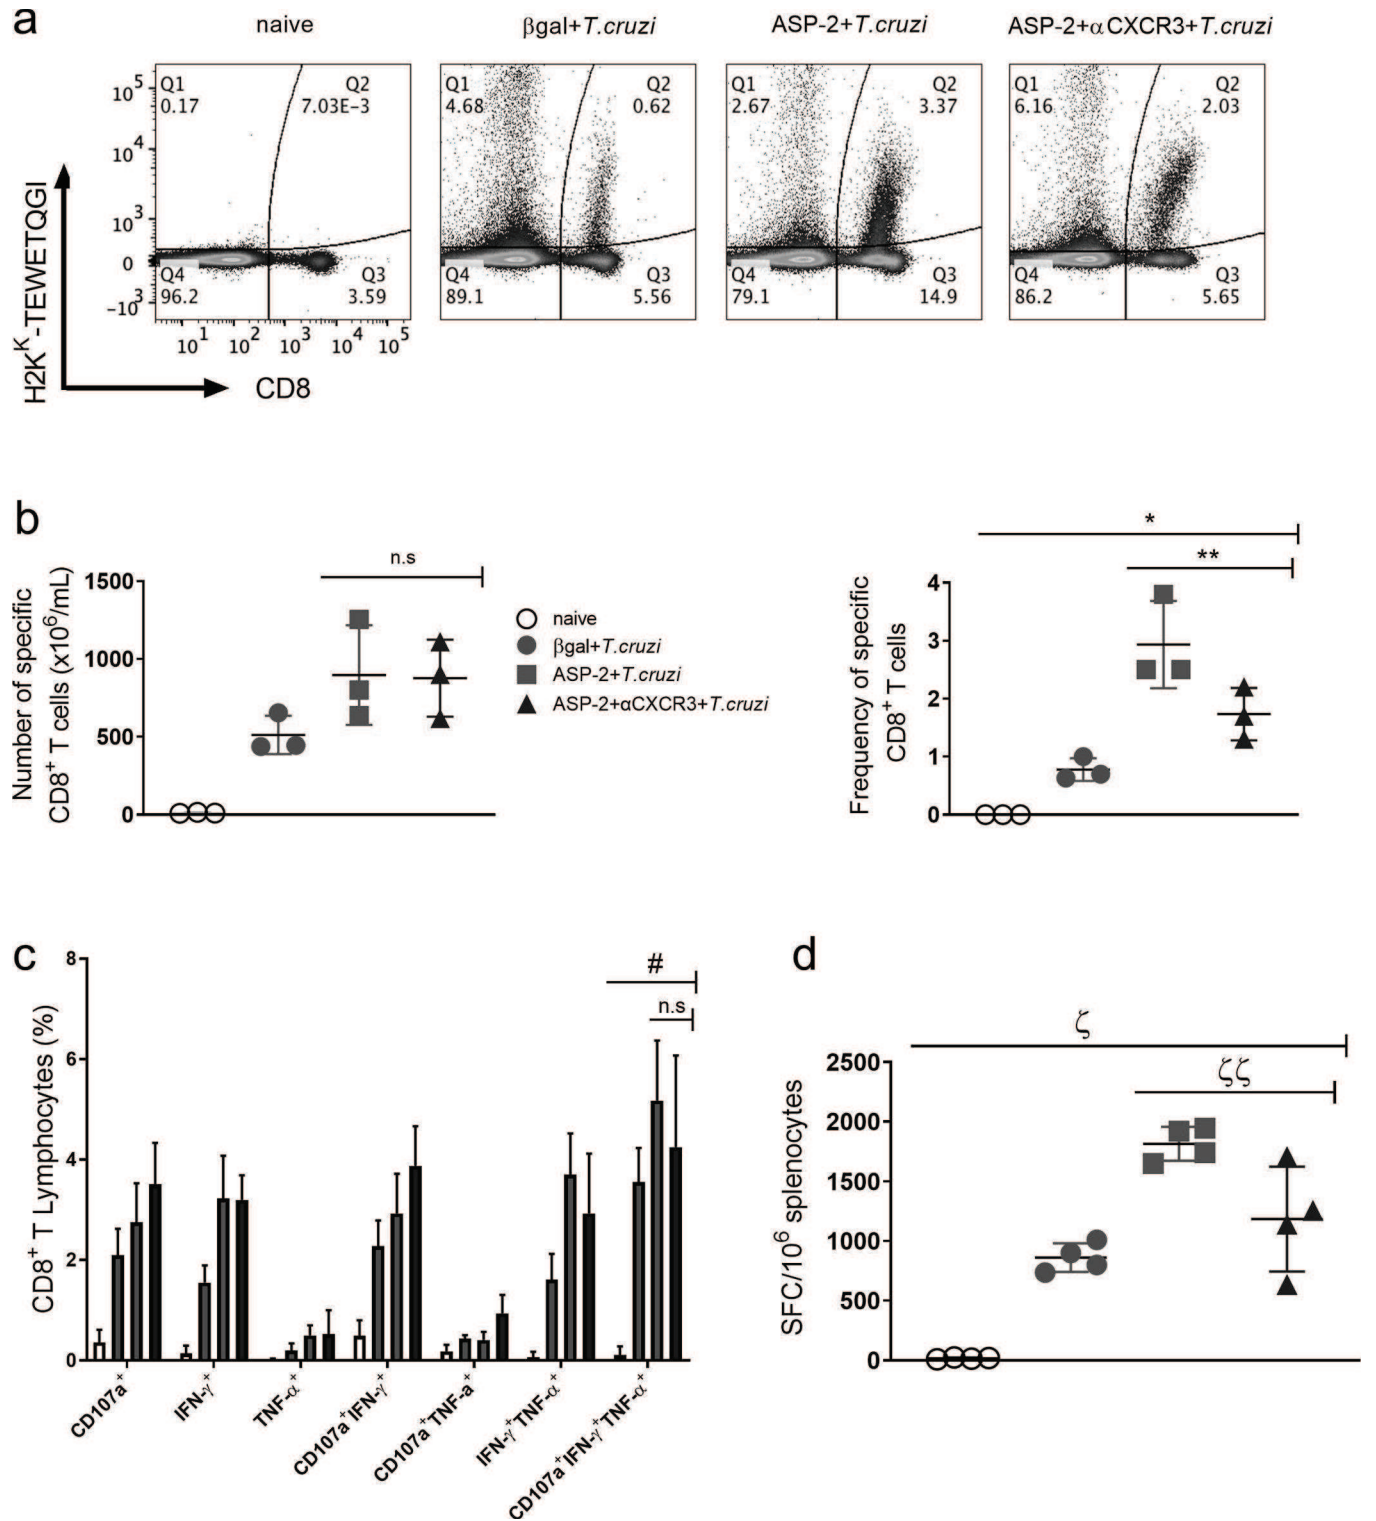 a
naive
βgal+T.cruzi
ASP-2+T.cruzi
ASP-2+αCXCR3+T.cruzi
H2K^K-TEWETQGI
10^5
10^4
10^3
0
-10^3
Q1
0.17
Q2
7.03E-3
Q4
96.2
Q3
3.59
Q1
4.68
Q2
0.62
Q4
89.1
Q3
5.56
Q1
2.67
Q2
3.37
Q4
79.1
Q3
14.9
Q1
6.16
Q2
2.03
Q4
86.2
Q3
5.65
10^1 10^2 10^3 10^4 10^5
CD8
b
Number of specific
CD8^+ T cells (x10^6/mL)
1500
1000
500
0
n.s
naive
βgal+T.cruzi
ASP-2+T.cruzi
ASP-2+αCXCR3+T.cruzi
Frequency of specific
CD8^+ T cells
4
3
2
1
0
*
**
c
CD8^+ T Lymphocytes (%)
8
6
4
2
0
#
n.s
CD107a^+
IFN-γ^+
TNF-α^+
CD107a^+IFN-γ^+
CD107a^+TNF-a^+
IFN-γ^+TNF-α^+
CD107a^+IFN-γ^+TNF-α^+
d
SFC/10^6 splenocytes
2500
2000
1500
1000
500
0
ζ
ζζ